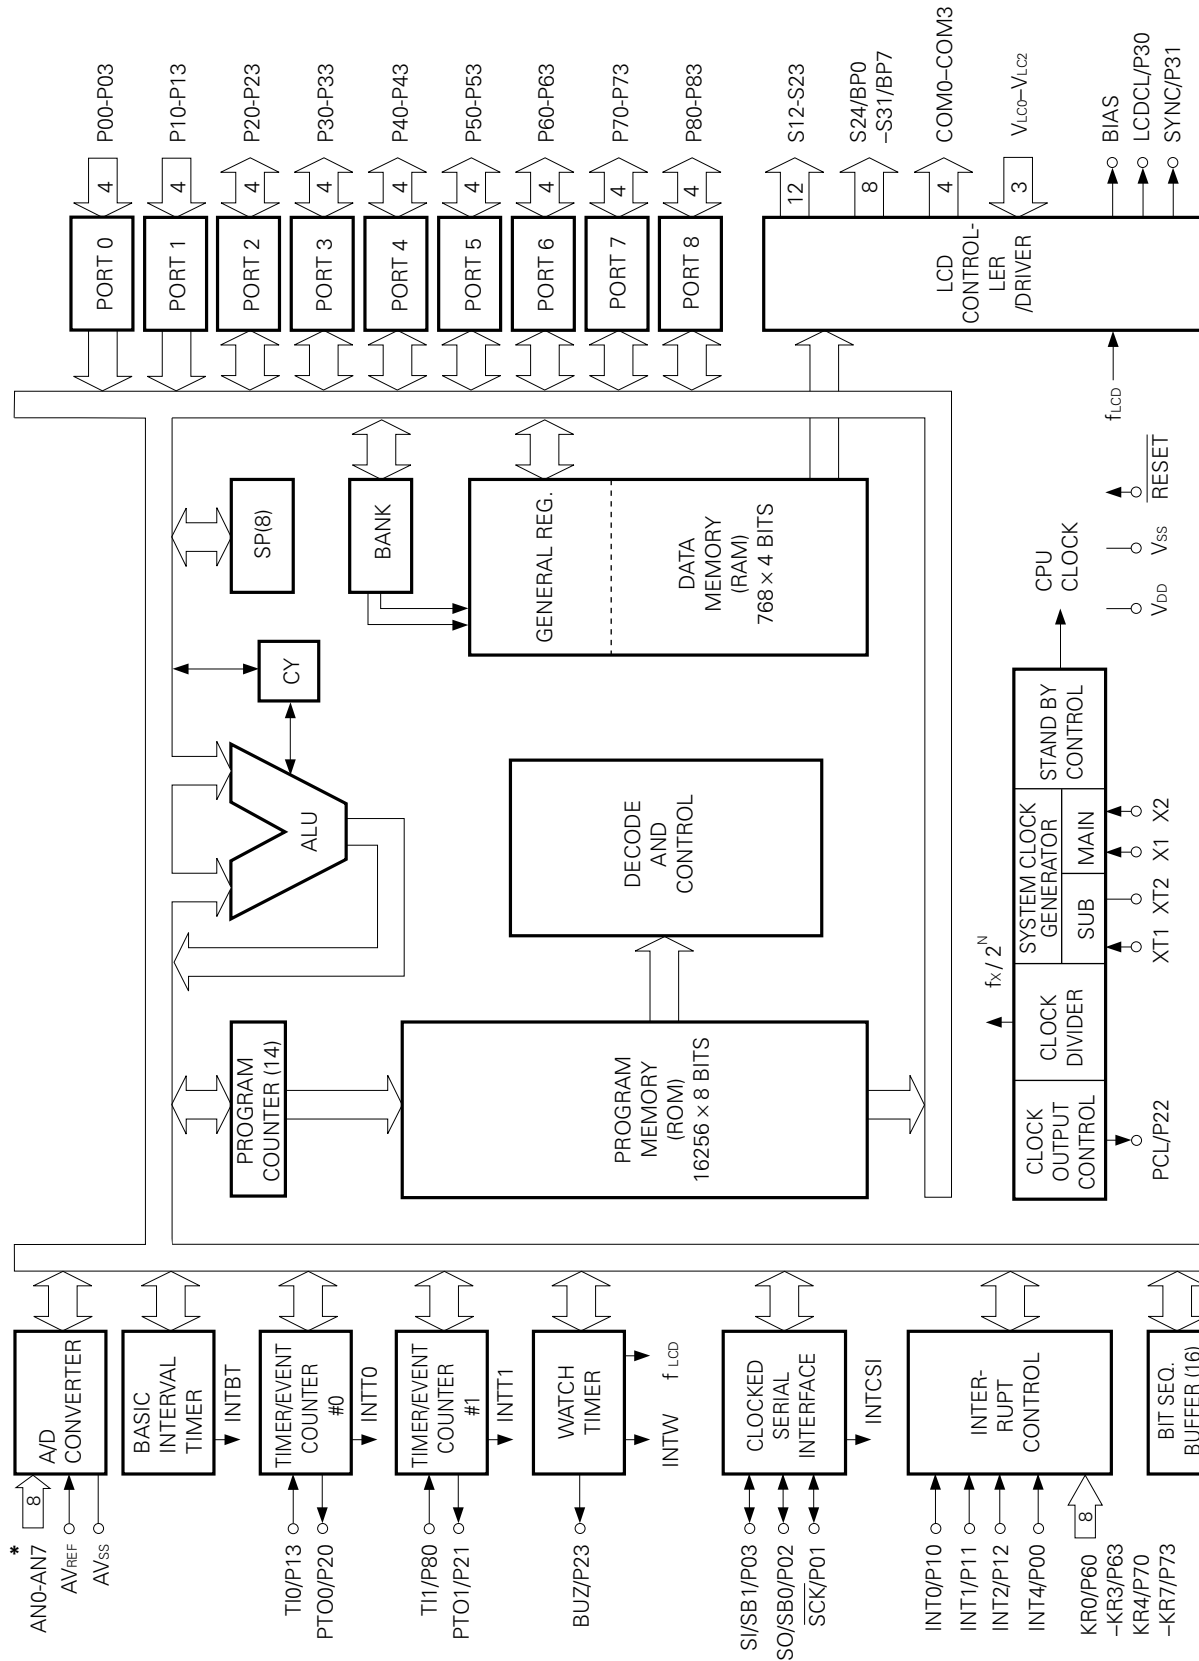 *
AN0-AN7
8
AVREF
AVSS
A/D
CONVERTER
BASIC
INTERVAL
TIMER
INTBT
TI0/P13
PTO0/P20
TIMER/EVENT
COUNTER
#0
INTT0
TI1/P80
PTO1/P21
TIMER/EVENT
COUNTER
#1
INTT1
BUZ/P23
WATCH
TIMER
INTW
fLCD
SI/SB1/P03
SO/SB0/P02
SCK/P01
CLOCKED
SERIAL
INTERFACE
INTCSI
INT0/P10
INT1/P11
INT2/P12
INT4/P00
KR0/P60
–KR3/P63
KR4/P70
–KR7/P73
8
INTER-
RUPT
CONTROL
BIT SEQ.
BUFFER (16)
PROGRAM
COUNTER (14)
PROGRAM
MEMORY
(ROM)
16256 × 8 BITS
ALU
CY
SP(8)
BANK
DECODE
AND
CONTROL
GENERAL REG.
DATA
MEMORY
(RAM)
768 × 4 BITS
PORT 0
4
P00-P03
PORT 1
4
P10-P13
PORT 2
4
P20-P23
PORT 3
4
P30-P33
PORT 4
4
P40-P43
PORT 5
4
P50-P53
PORT 6
4
P60-P63
PORT 7
4
P70-P73
PORT 8
4
P80-P83
LCD
CONTROL-
LER
/DRIVER
12
S12-S23
8
S24/BP0
–S31/BP7
4
COM0–COM3
3
VLC0–VLC2
BIAS
LCDCL/P30
SYNC/P31
fLCD
fX / 2^N
CLOCK
OUTPUT
CONTROL
CLOCK
DIVIDER
SYSTEM CLOCK
GENERATOR
SUB
MAIN
STAND BY
CONTROL
CPU
CLOCK
PCL/P22
XT1
XT2
X1
X2
VDD
VSS
RESET